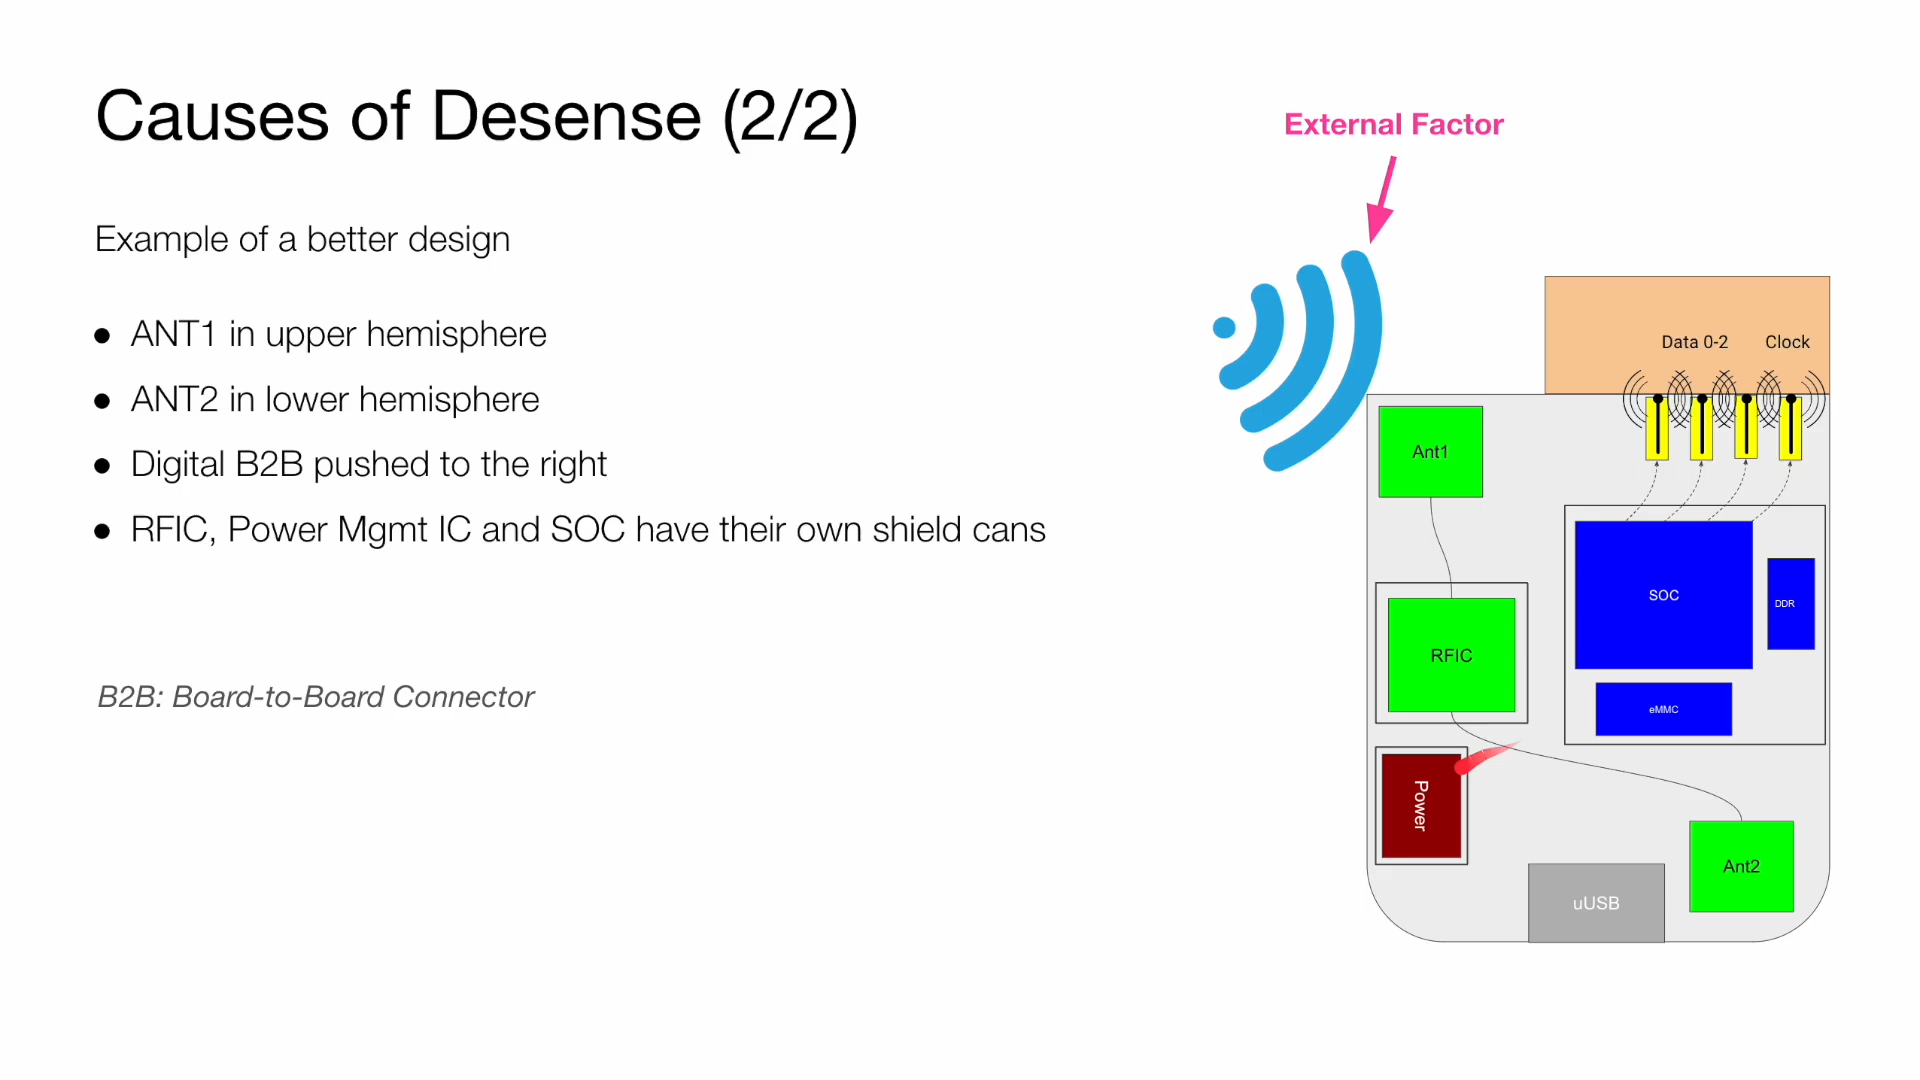 Causes of Desense (2/2)
Example of a better design
● ANT1 in upper hemisphere
● ANT2 in lower hemisphere
● Digital B2B pushed to the right
● RFIC, Power Mgmt IC and SOC have their own shield cans
B2B: Board-to-Board Connector
External Factor
Data 0-2 Clock
Ant1
SOC
DDR
RFIC
eMMC
Power
Ant2
uUSB